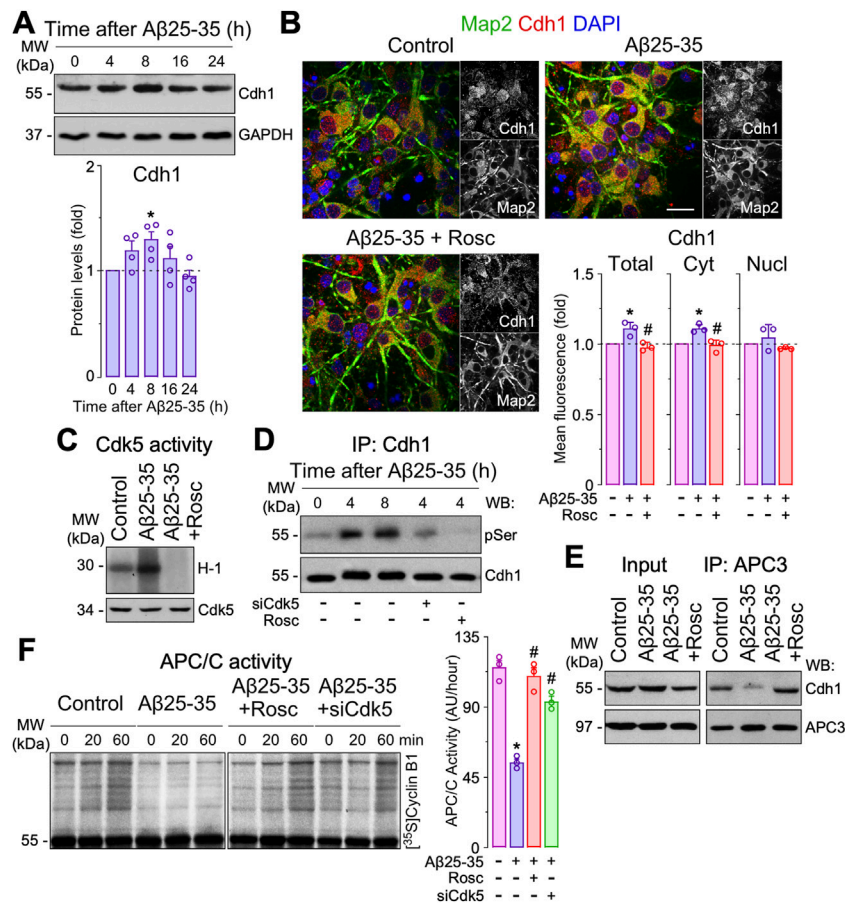 A
Time after Aβ25-35 (h)
MW
(kDa)
0 4 8 16 24
55 - Cdh1
37 - GAPDH
Cdh1
Protein levels (fold)
2
1
0
*
0 4 8 16 24
Time after Aβ25-35 (h)
B
Map2 Cdh1 DAPI
Control
Cdh1
Map2
Aβ25-35
Cdh1
Map2
Aβ25-35 + Rosc
Cdh1
Map2
Cdh1
Total Cyt Nucl
Mean fluorescence (fold)
1.5
1.0
0.5
0
* #
* #
Aβ25-35 - + + - + + - + +
Rosc - - + - - + - - +
C
Cdk5 activity
MW
(kDa)
Control
Aβ25-35
Aβ25-35
+Rosc
30 - H-1
34 - Cdk5
D
IP: Cdh1
Time after Aβ25-35 (h)
MW
(kDa)
0 4 8 4 4
WB:
55 - pSer
55 - Cdh1
siCdk5 - - - + -
Rosc - - - - +
E
Input IP: APC3
MW
(kDa)
Control
Aβ25-35
Aβ25-35
+Rosc
Control
Aβ25-35
Aβ25-35
+Rosc
WB:
55 - Cdh1
97 - APC3
F
APC/C activity
Control
Aβ25-35
Aβ25-35
+Rosc
Aβ25-35
+siCdk5
MW
(kDa)
0 20 60 0 20 60 0 20 60 0 20 60 min
55 -
[35S]Cyclin B1
APC/C Activity (AU/hour)
135
90
45
0
* # #
Aβ25-35 - + + +
Rosc - - + -
siCdk5 - - - +